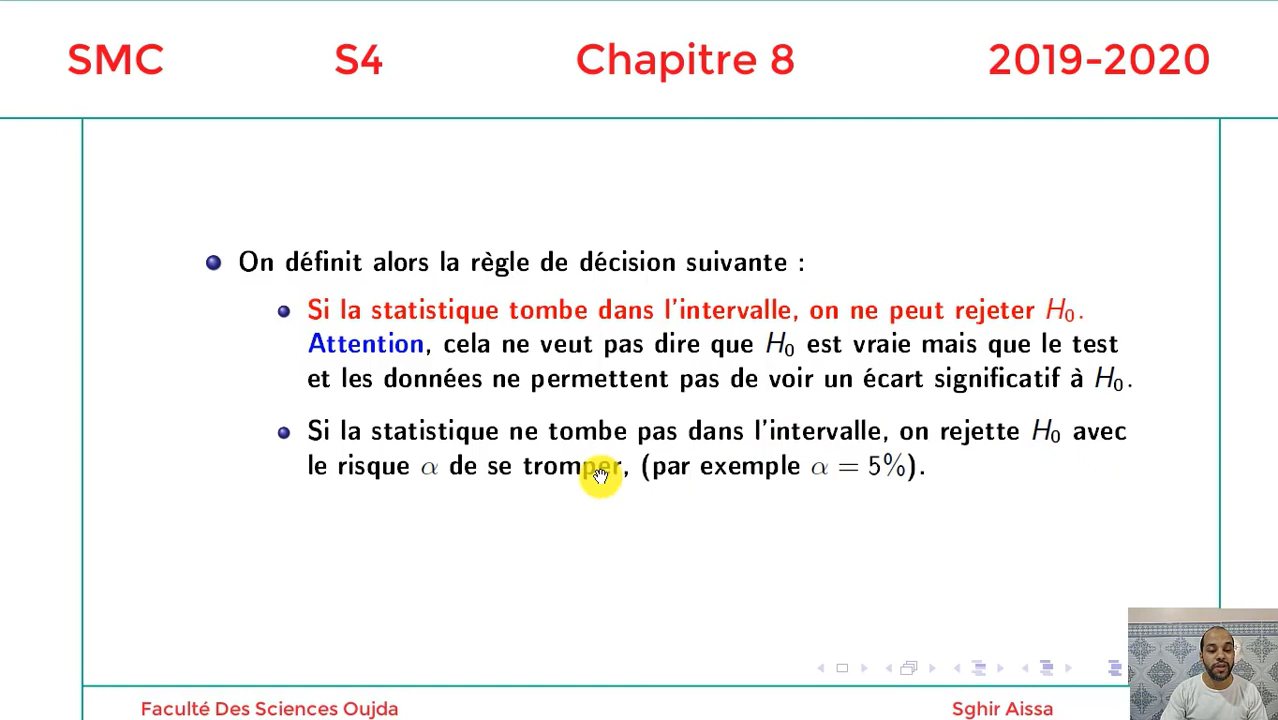 SMC S4 Chapitre 8 2019-2020
On définit alors la règle de décision suivante :
Si la statistique tombe dans l'intervalle, on ne peut rejeter H₀.
Attention, cela ne veut pas dire que H₀ est vraie mais que le test
et les données ne permettent pas de voir un écart significatif à H₀.
Si la statistique ne tombe pas dans l'intervalle, on rejette H₀ avec
le risque α de se tromper, (par exemple α = 5%).
Faculté Des Sciences Oujda Sghir Aissa